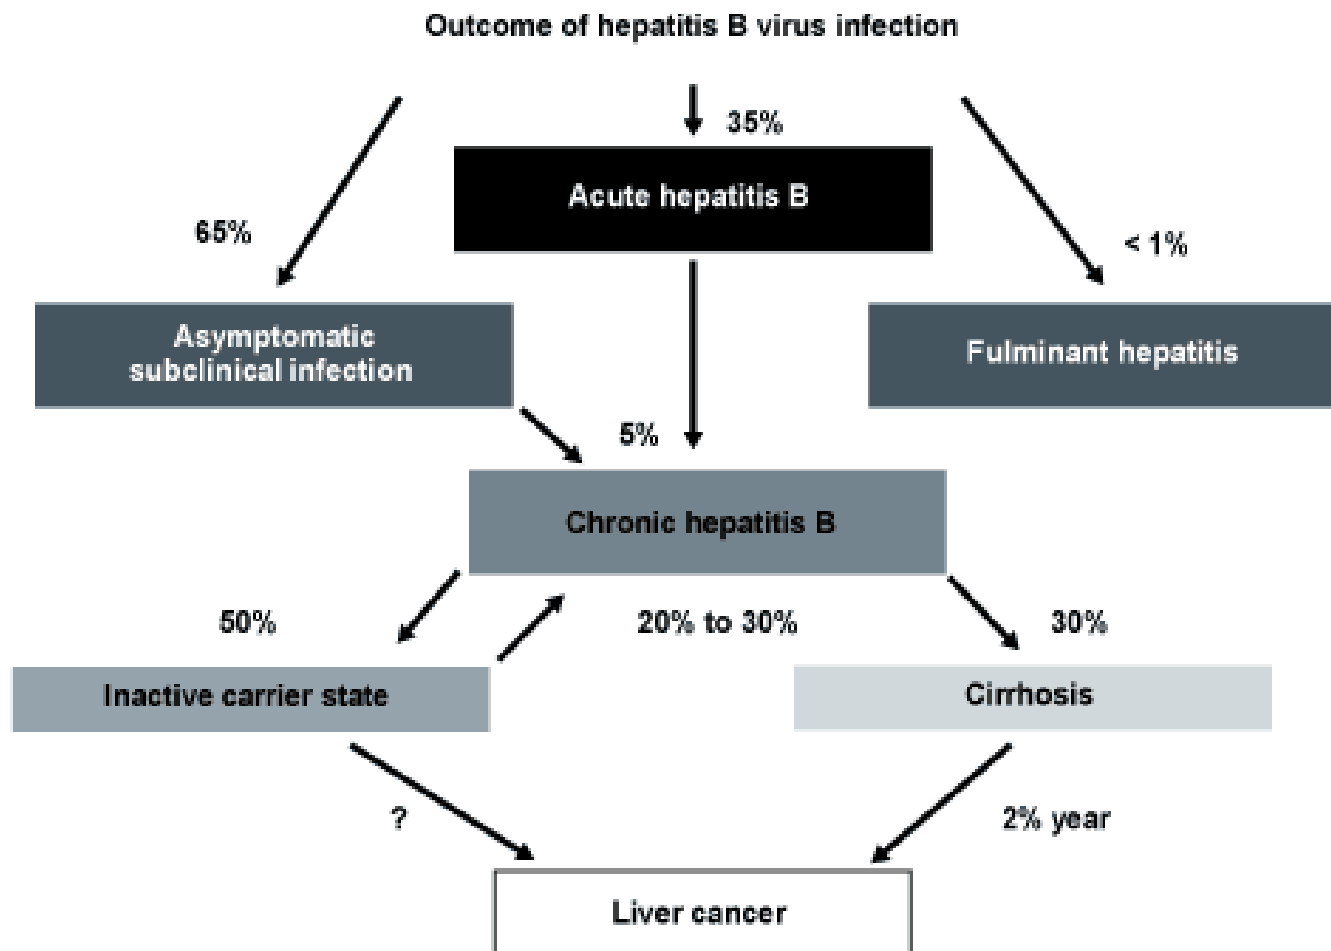 Outcome of hepatitis B virus infection
35%
Acute hepatitis B
65%
< 1%
Asymptomatic
subclinical infection
Fulminant hepatitis
5%
Chronic hepatitis B
50%
20% to 30%
30%
Inactive carrier state
Cirrhosis
?
2% year
Liver cancer